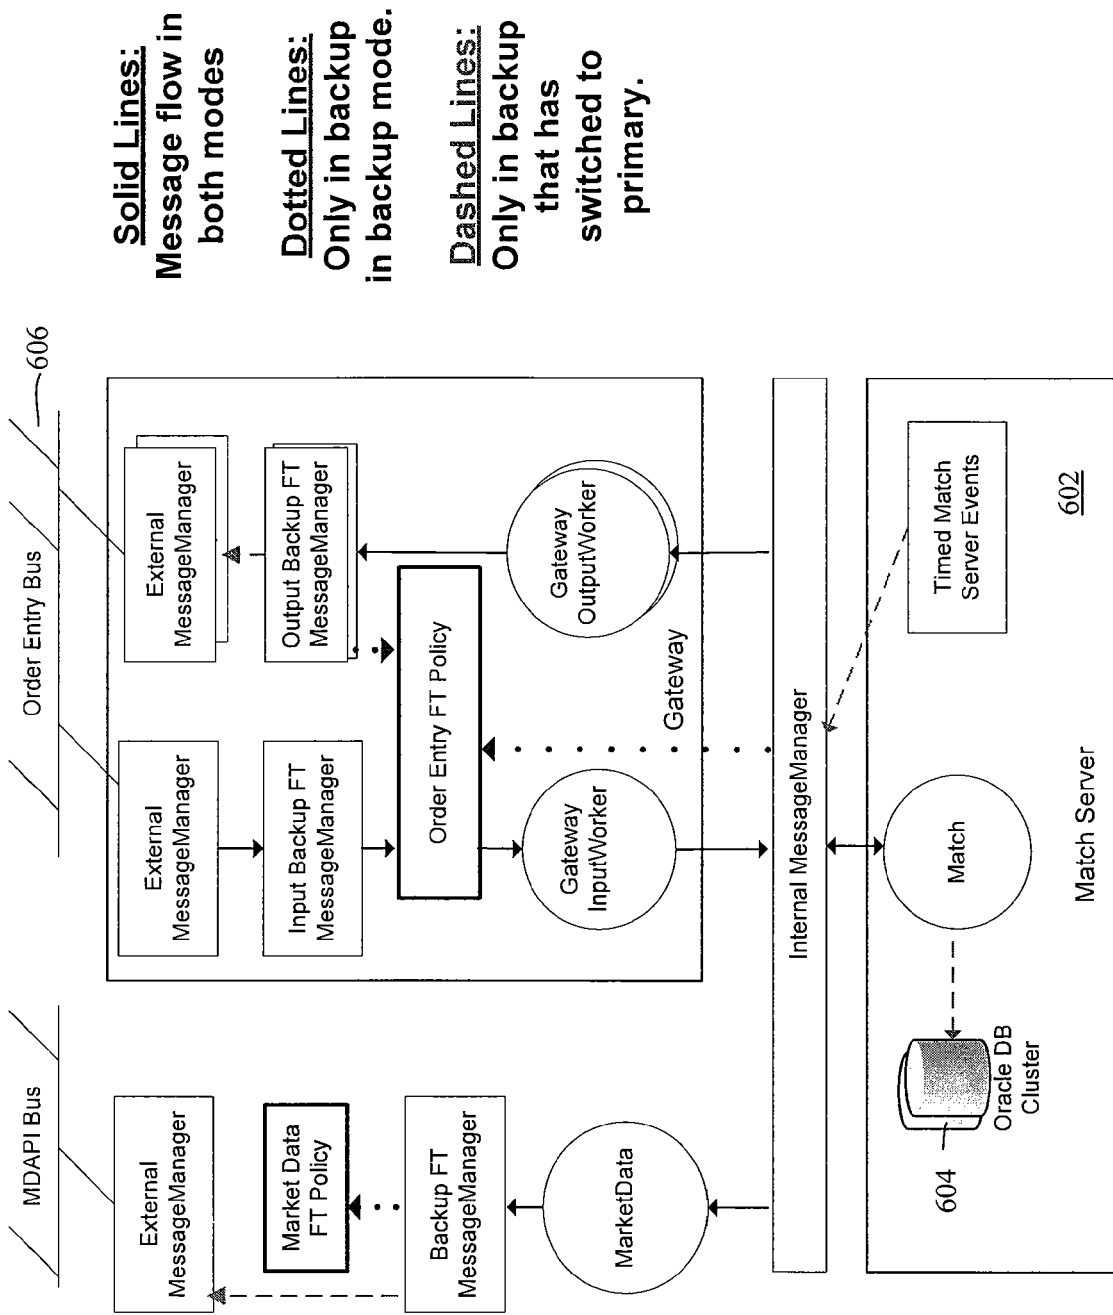 MDAPI Bus
Order Entry Bus
606
External
MessageManager
External
MessageManager
External
MessageManager
Market Data
FT Policy
Input Backup FT
MessageManager
Output Backup FT
MessageManager
Backup FT
MessageManager
Order Entry FT Policy
MarketData
Gateway
InputWorker
Gateway
OutputWorker
Gateway
Internal MessageManager
604
Oracle DB
Cluster
Match
Timed Match
Server Events
602
Match Server
Solid Lines:
Message flow in
both modes
Dotted Lines:
Only in backup
in backup mode.
Dashed Lines:
Only in backup
that has
switched to
primary.